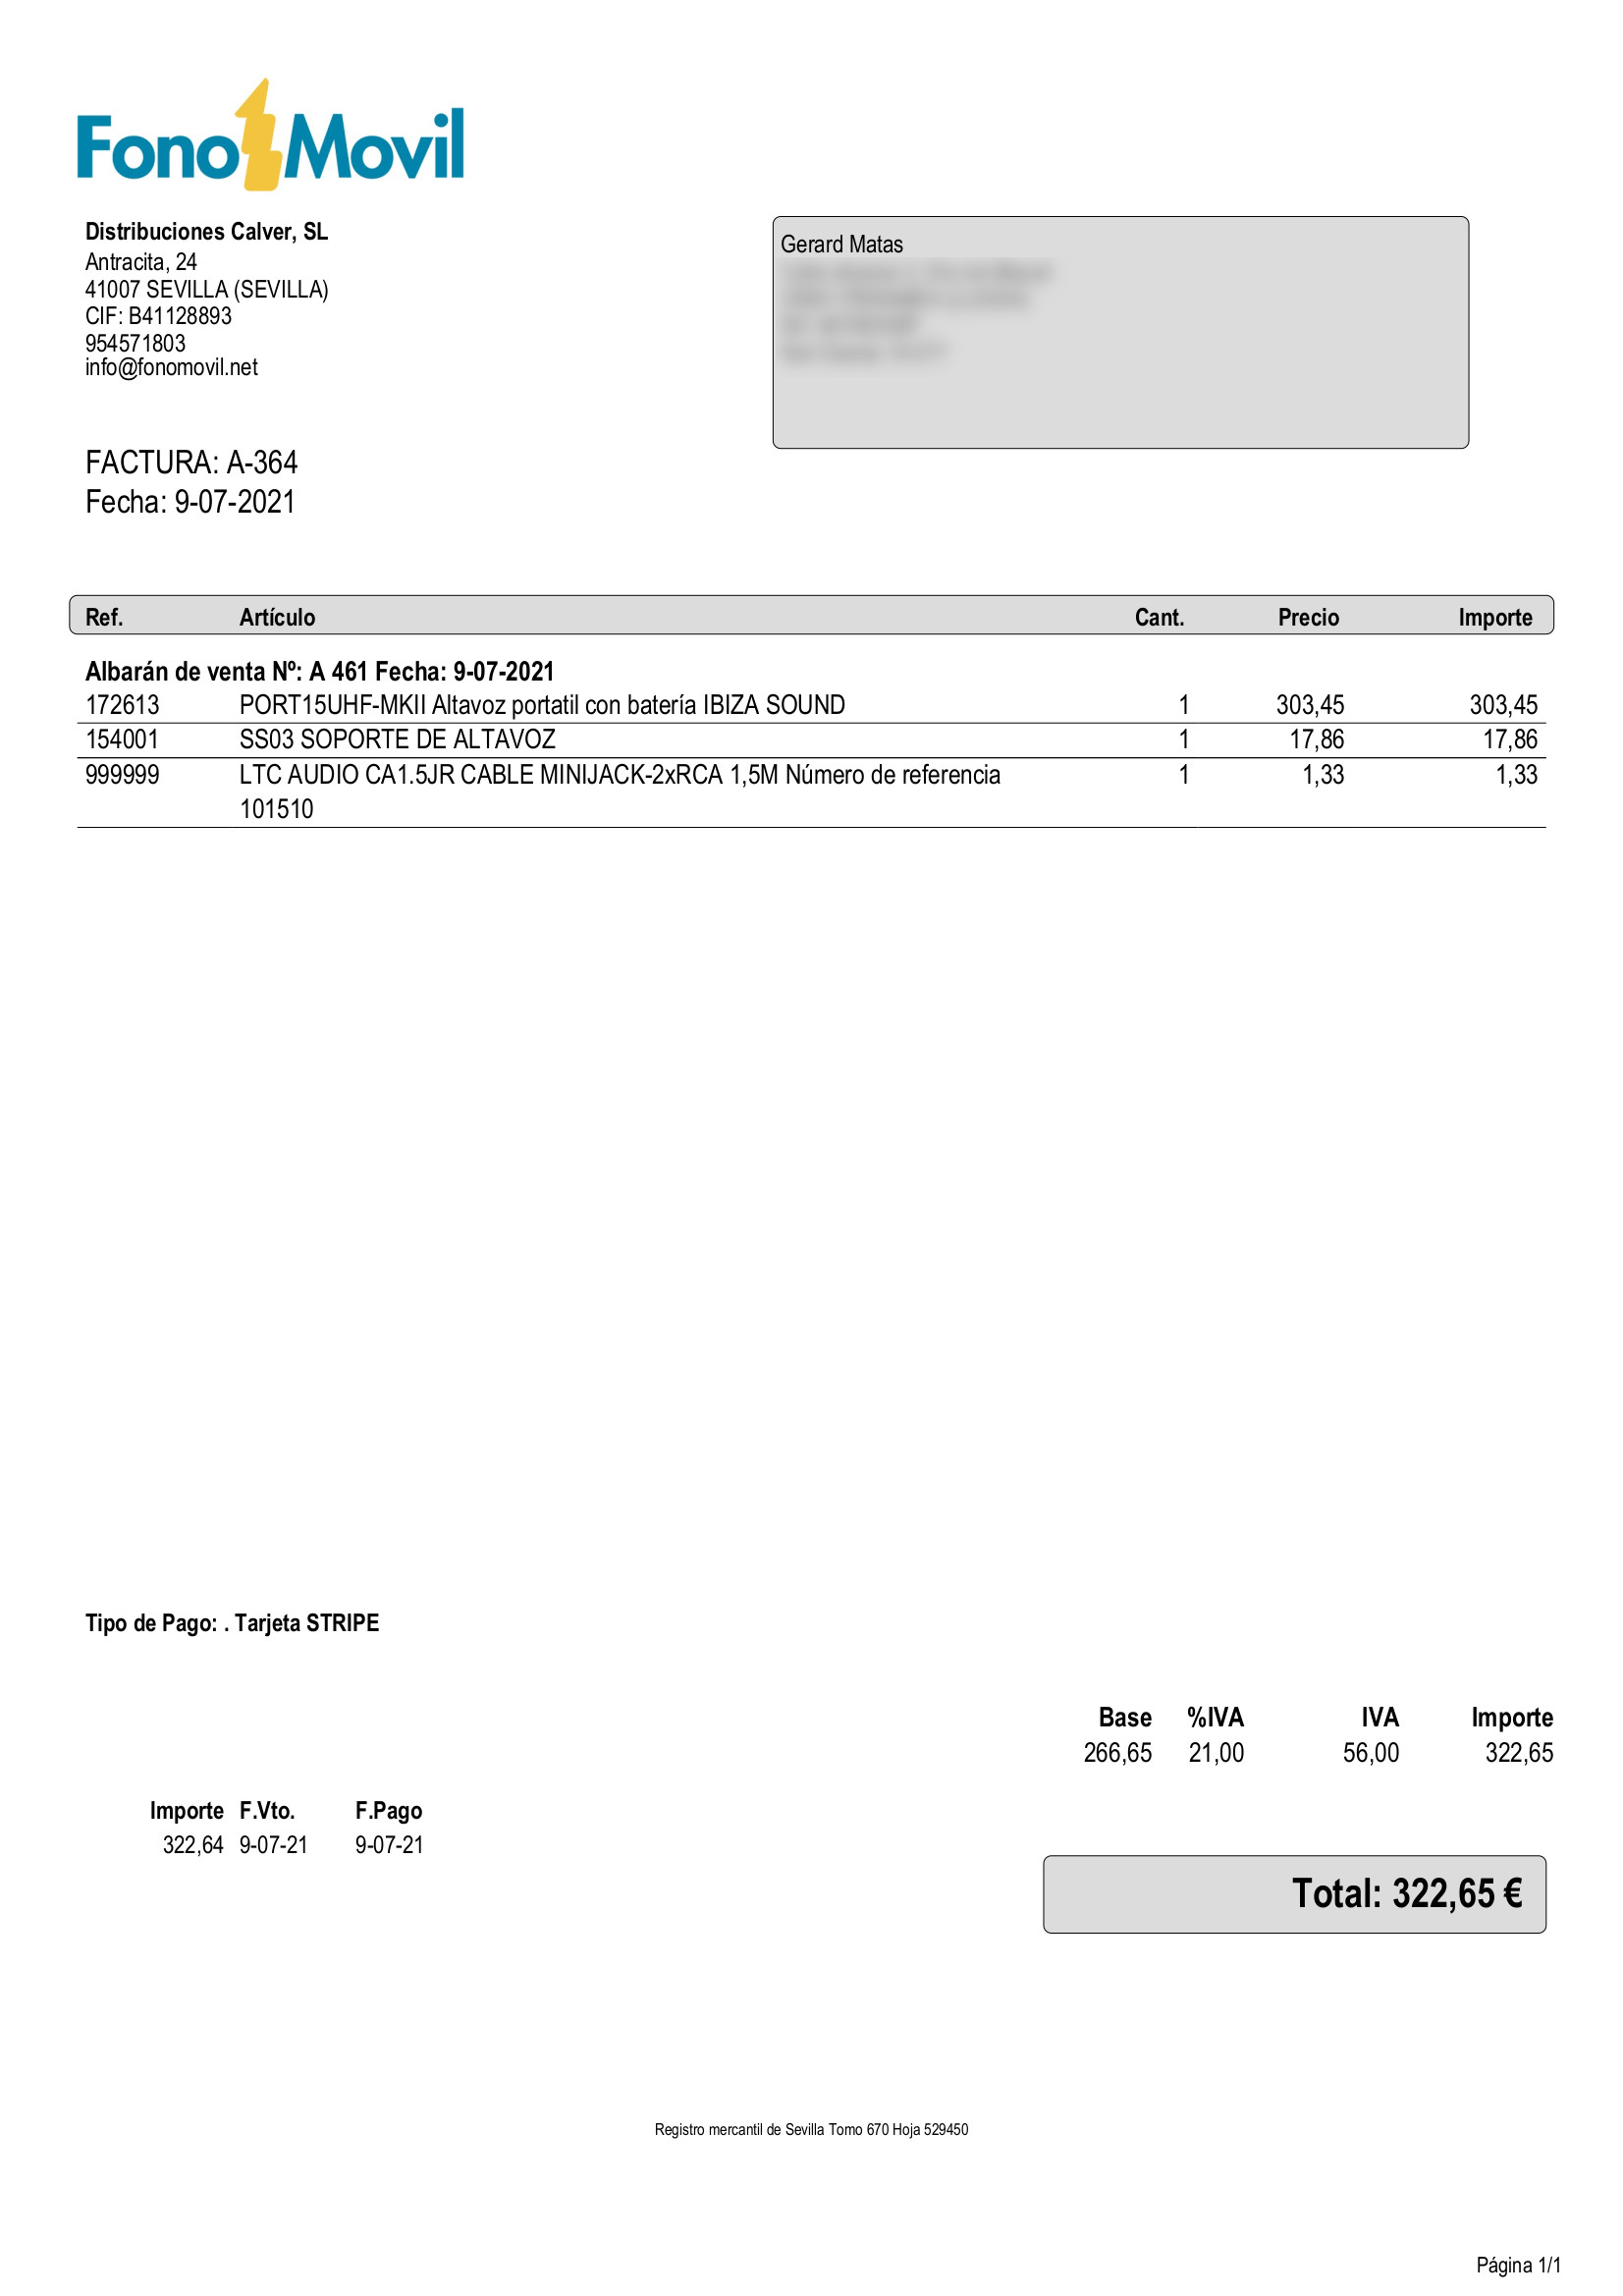 Fono Movil
Distribuciones Calver, SL
Antracita, 24
41007 SEVILLA (SEVILLA)
CIF: B41128893
954571803
info@fonomovil.net
Gerard Matas
FACTURA: A-364
Fecha: 9-07-2021
Ref. Artículo Cant. Precio Importe
Albarán de venta Nº: A 461 Fecha: 9-07-2021
172613 PORT15UHF-MKII Altavoz portatil con batería IBIZA SOUND 1 303,45 303,45
154001 SS03 SOPORTE DE ALTAVOZ 1 17,86 17,86
999999 LTC AUDIO CA1.5JR CABLE MINIJACK-2xRCA 1,5M Número de referencia 1 1,33 1,33
101510
Tipo de Pago: . Tarjeta STRIPE
Base %IVA IVA Importe
266,65 21,00 56,00 322,65
Importe F.Vto. F.Pago
322,64 9-07-21 9-07-21
Total: 322,65 €
Registro mercantil de Sevilla Tomo 670 Hoja 529450
Página 1/1